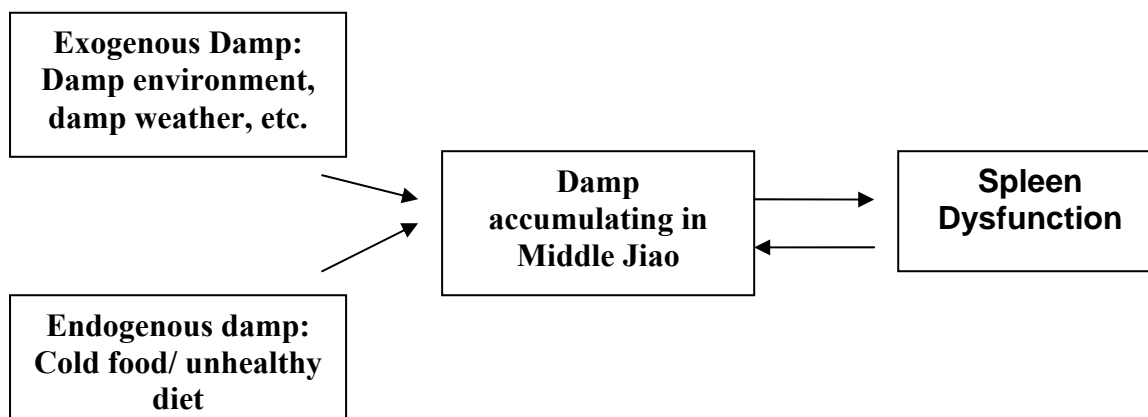 Exogenous Damp:
Damp environment,
damp weather, etc.
Damp
accumulating in
Middle Jiao
Spleen
Dysfunction
Endogenous damp:
Cold food/ unhealthy
diet